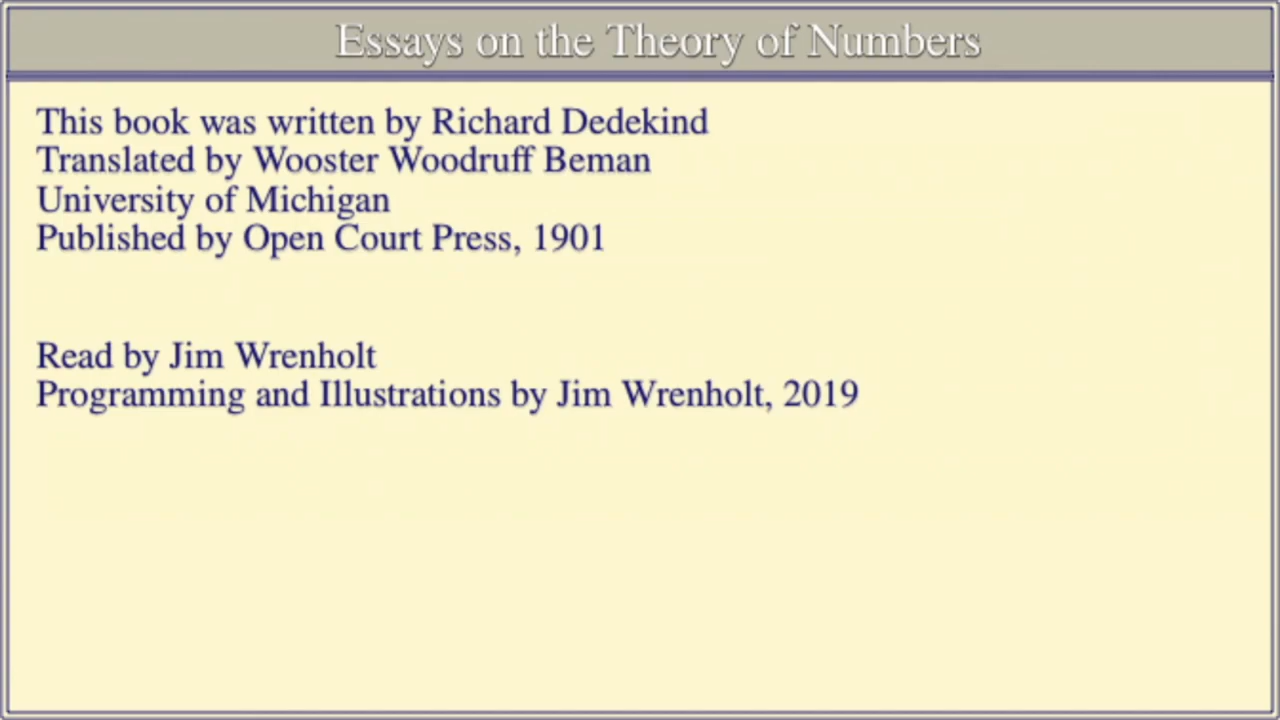 Essays on the Theory of Numbers
This book was written by Richard Dedekind
Translated by Wooster Woodruff Beman
University of Michigan
Published by Open Court Press, 1901
Read by Jim Wrenholt
Programming and Illustrations by Jim Wrenholt, 2019